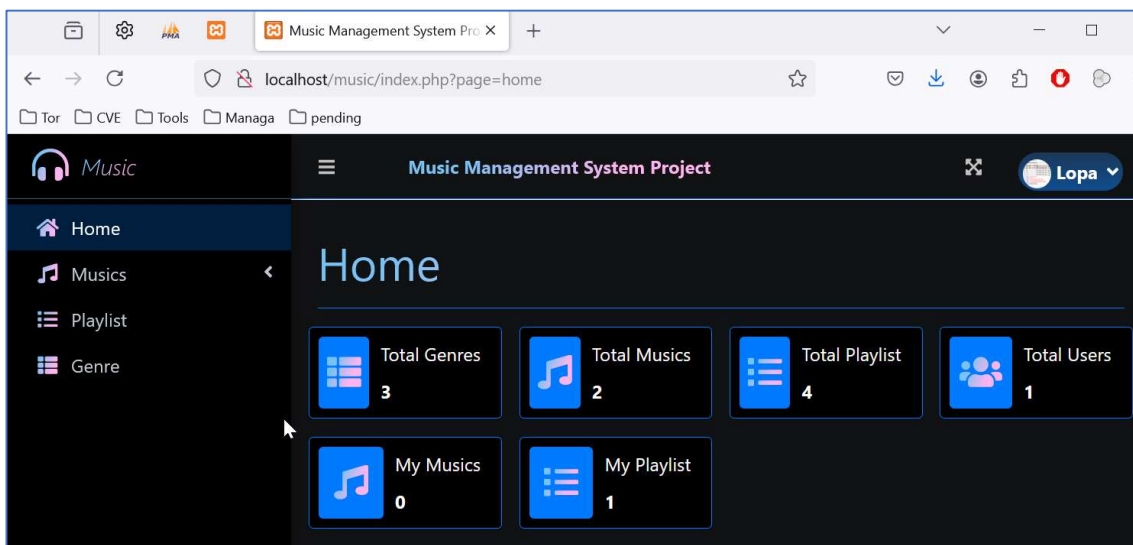 PMA
Music Management System Pro
localhost/music/index.php?page=home
Tor CVE Tools Managa pending
Music
Music Management System Project
Lopa
Home
Musics
Playlist
Genre
Home
Total Genres
3
Total Musics
2
Total Playlist
4
Total Users
1
My Musics
0
My Playlist
1